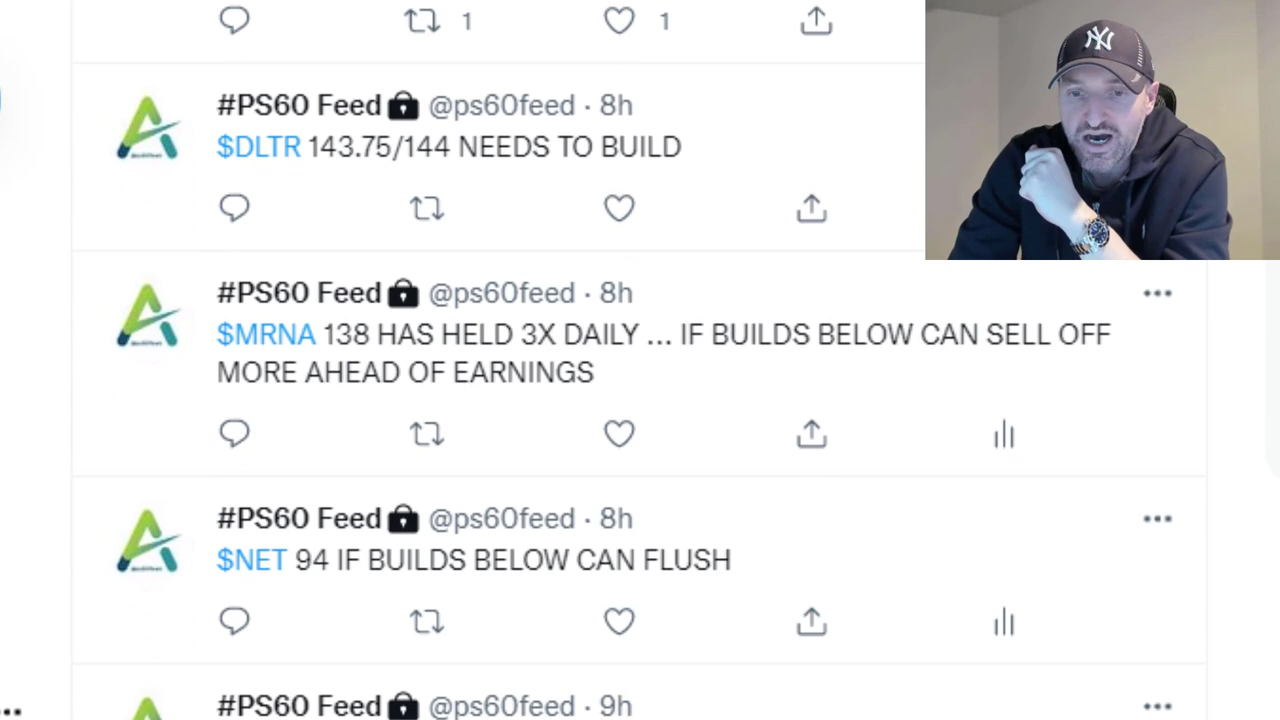 1 1
#PS60 Feed @ps60feed · 8h
$DLTR 143.75/144 NEEDS TO BUILD
#PS60 Feed @ps60feed · 8h
$MRNA 138 HAS HELD 3X DAILY ... IF BUILDS BELOW CAN SELL OFF
MORE AHEAD OF EARNINGS
#PS60 Feed @ps60feed · 8h
$NET 94 IF BUILDS BELOW CAN FLUSH
#PS60 Feed @ps60feed · 9h